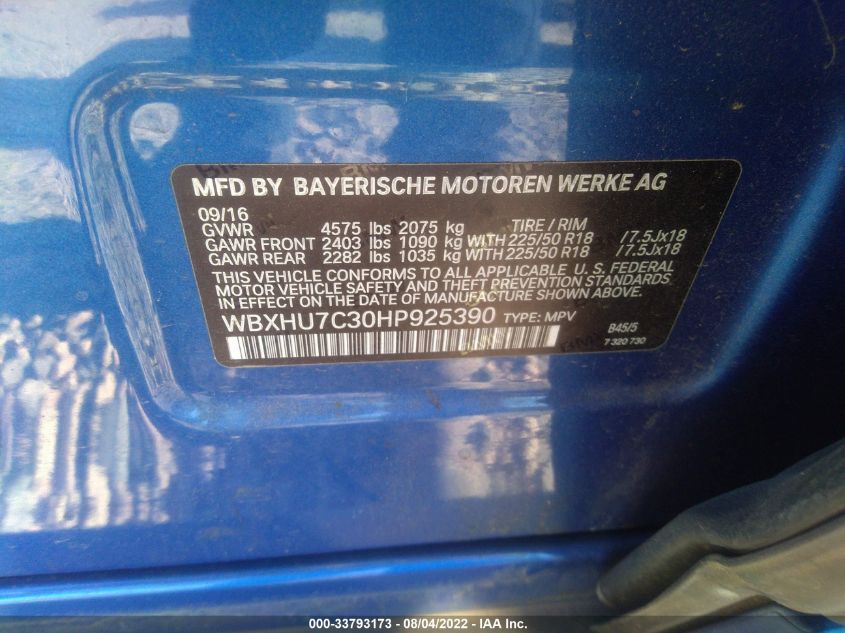 MFD BY BAYERISCHE MOTOREN WERKE AG
09/16
GVWR 4575 lbs 2075 kg TIRE / RIM
GAWR FRONT 2403 lbs 1090 kg WITH 225/50 R18 /7.5Jx18
GAWR REAR 2282 lbs 1035 kg WITH 225/50 R18 /7.5Jx18
THIS VEHICLE CONFORMS TO ALL APPLICABLE U. S. FEDERAL
MOTOR VEHICLE SAFETY AND THEFT PREVENTION STANDARDS
IN EFFECT ON THE DATE OF MANUFACTURE SHOWN ABOVE.
WBXHU7C30HP925390 TYPE: MPV B45/5
7 320 730
000-33793173 - 08/04/2022 - IAA Inc.